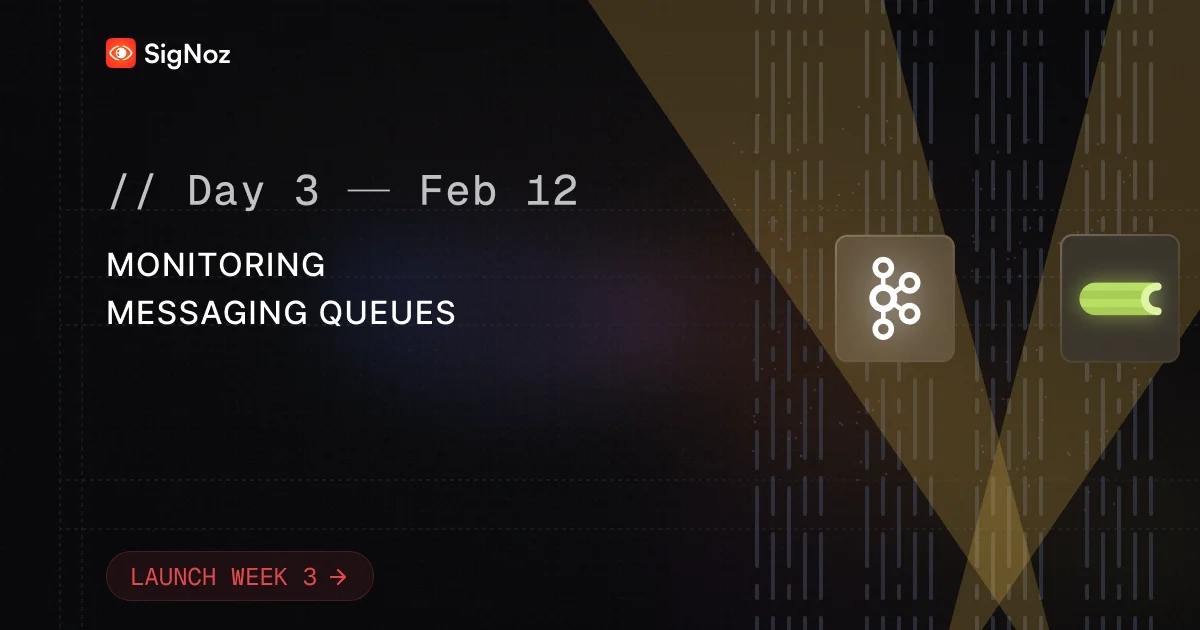 SigNoz
// Day 3 — Feb 12
MONITORING
MESSAGING QUEUES
LAUNCH WEEK 3 →